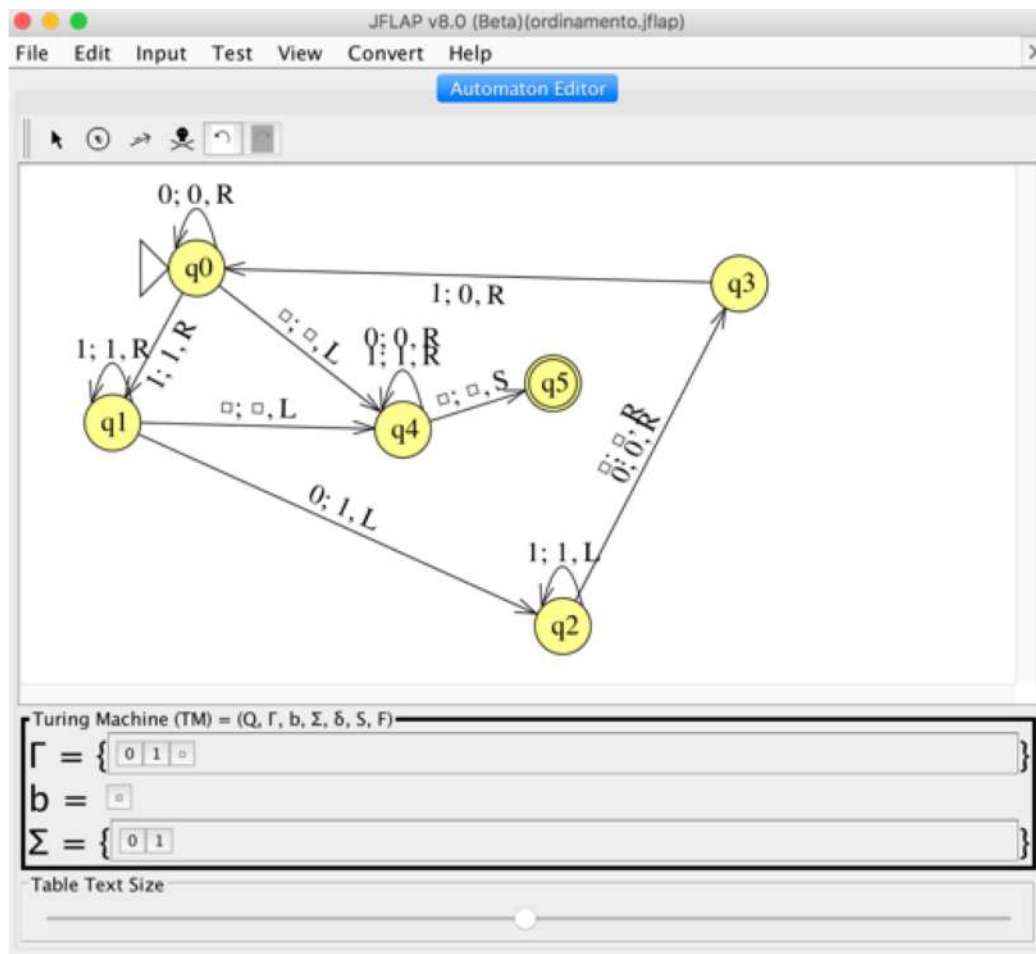 JFLAP v8.0 (Beta)(ordinamento.jflap)
File Edit Input Test View Convert Help
Automaton Editor
0; 0, R
q0
1; 0, R
q3
1; 1, R
1; 1, R
□; □, L
0; 0, R
1; 1, R
q1
□; □, L
q4
□; □, S
q5
0; 1, L
□; □, R
0; 0, R
1; 1, L
q2
Turing Machine (TM) = (Q, Γ, b, Σ, δ, S, F)
Γ = { 0 1 □ }
b = □
Σ = { 0 1 }
Table Text Size